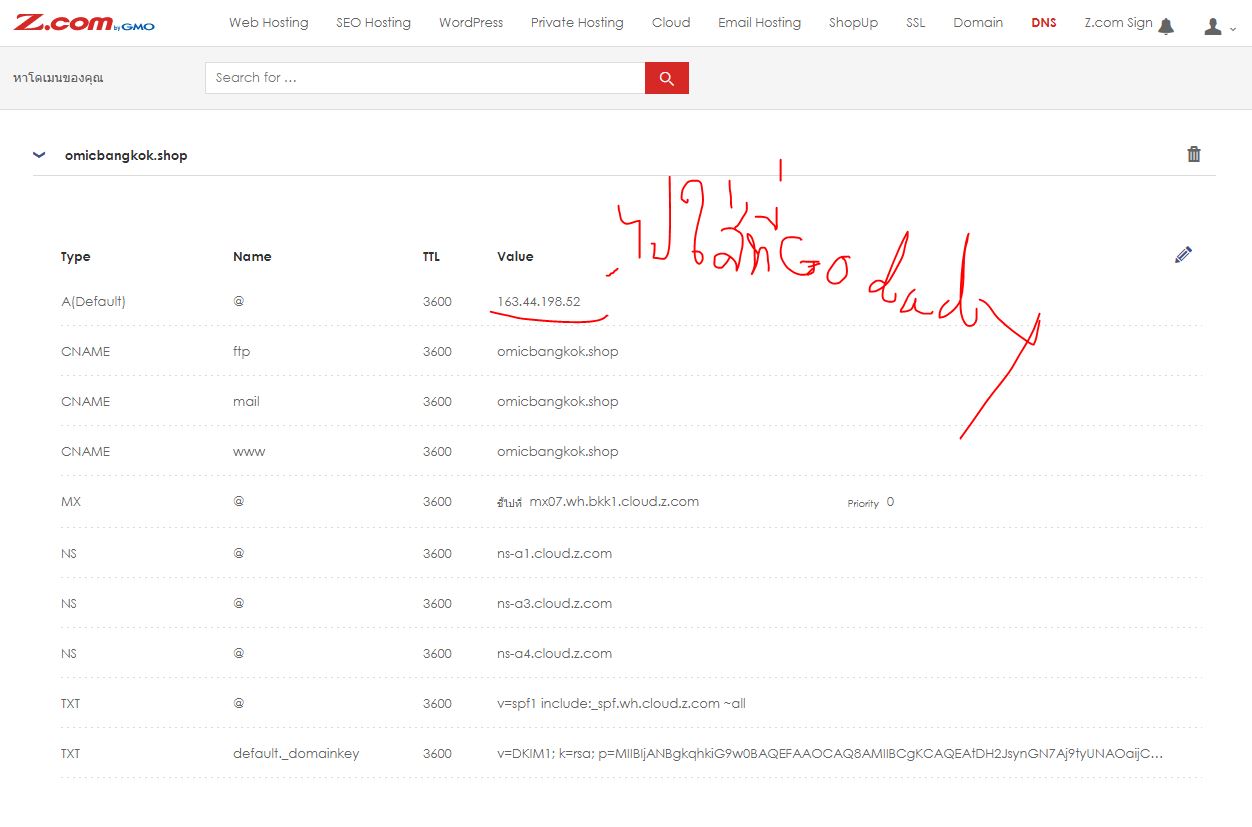 Z.com by GMO
Web Hosting SEO Hosting WordPress Private Hosting Cloud Email Hosting ShopUp SSL Domain DNS Z.com Sign
หาโดเมนของคุณ Search for ...
omicbangkok.shop
ไปใส่ที่ Go dady
Type Name TTL Value
A(Default) @ 3600 163.44.198.52
CNAME ftp 3600 omicbangkok.shop
CNAME mail 3600 omicbangkok.shop
CNAME www 3600 omicbangkok.shop
MX @ 3600 ชี้ไปที่ mx07.wh.bkk1.cloud.z.com Priority 0
NS @ 3600 ns-a1.cloud.z.com
NS @ 3600 ns-a3.cloud.z.com
NS @ 3600 ns-a4.cloud.z.com
TXT @ 3600 v=spf1 include:_spf.wh.cloud.z.com ~all
TXT default._domainkey 3600 v=DKIM1; k=rsa; p=MIIBIjANBgkqhkiG9w0BAQEFAAOCAQ8AMIIBCgKCAQEAtDH2JsynGN7Aj9tyUNAOaijC...